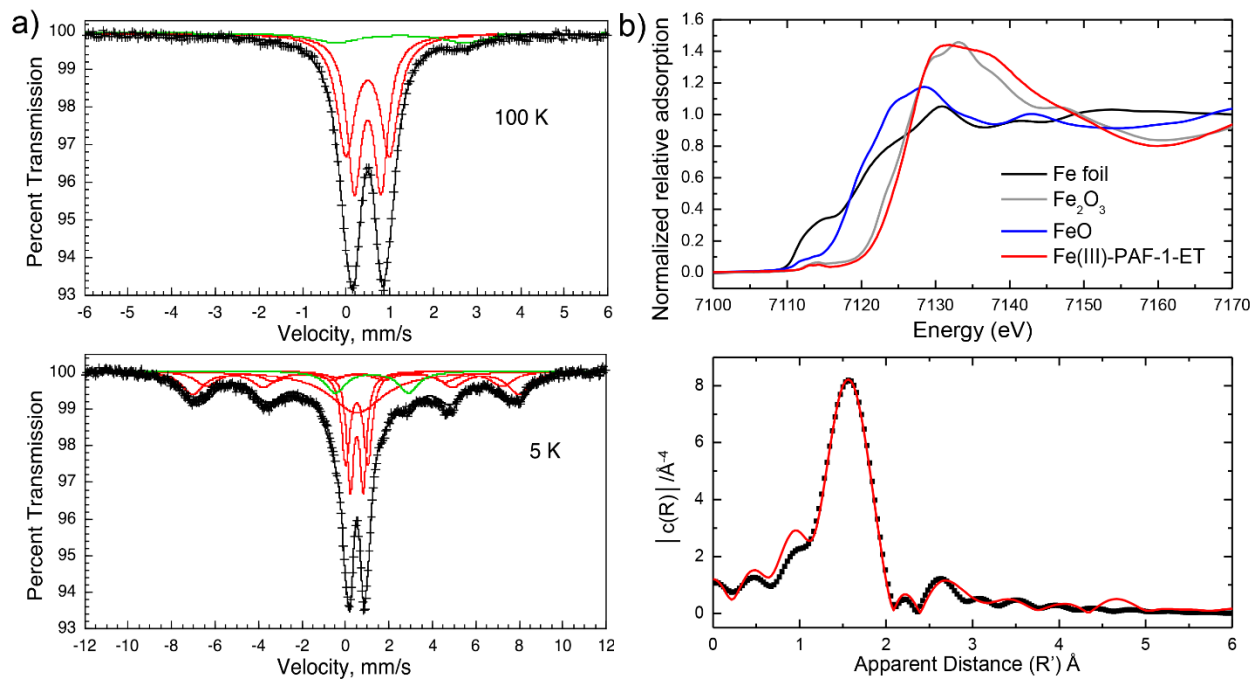 a)
Percent Transmission
100
99
98
97
96
95
94
93
100 K
-6 -5 -4 -3 -2 -1 0 1 2 3 4 5 6
Velocity, mm/s
Percent Transmission
100
99
98
97
96
95
94
93
5 K
-12 -10 -8 -6 -4 -2 0 2 4 6 8 10 12
Velocity, mm/s
b)
Normalized relative adsorption
1.6
1.4
1.2
1.0
0.8
0.6
0.4
0.2
0.0
Fe foil
Fe₂O₃
FeO
Fe(III)-PAF-1-ET
7100 7110 7120 7130 7140 7150 7160 7170
Energy (eV)
|c(R)| /Å⁻⁴
8
6
4
2
0
0 1 2 3 4 5 6
Apparent Distance (R') Å